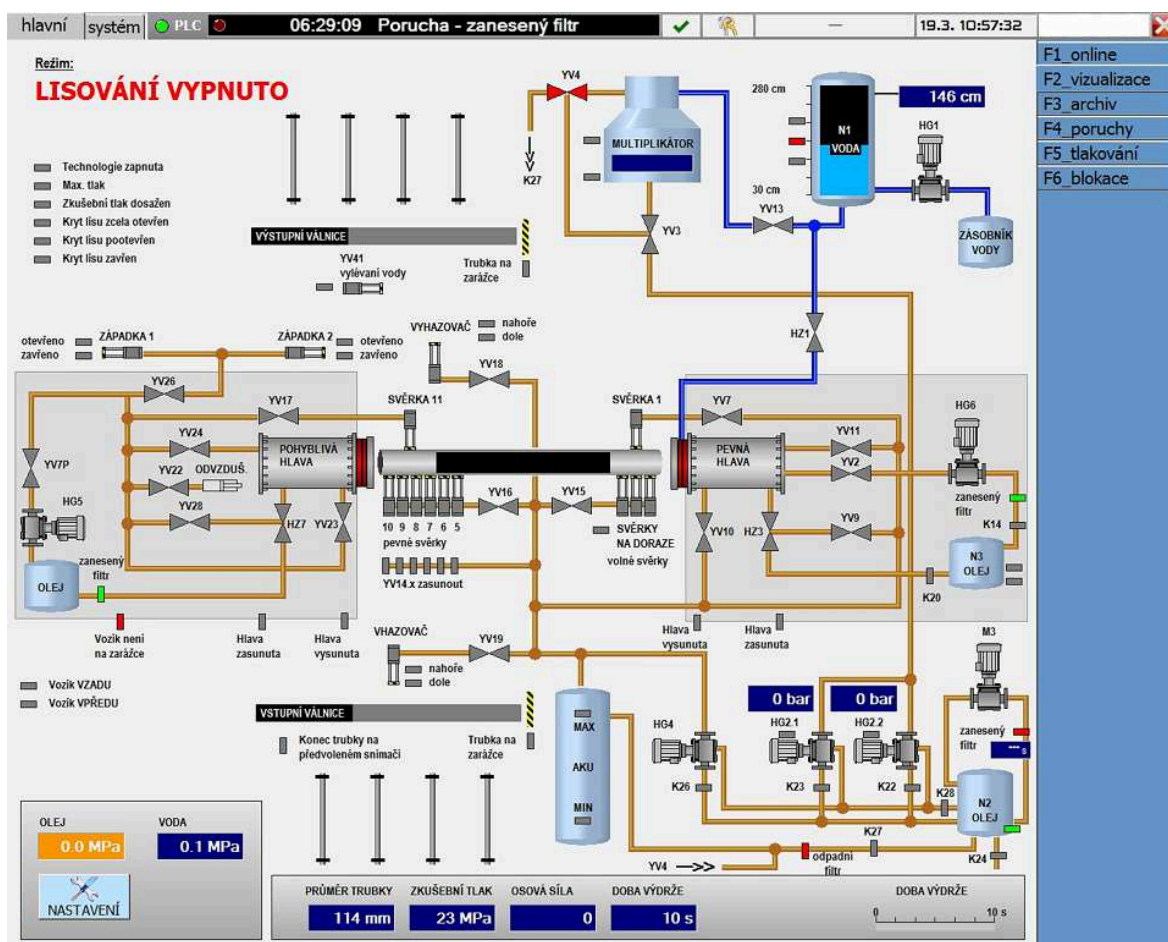 hlavní
systém
PLC
06:29:09 Porucha - zanesený filtr
—
19.3. 10:57:32
F1_online
F2_vizualizace
F3_archiv
F4_poruchy
F5_tlakování
F6_blokace
Režim:
LISOVÁNÍ VYPNUTO
Technologie zapnuta
Max. tlak
Zkušební tlak dosažen
Kryt lisu zcela otevřen
Kryt lisu pootevřen
Kryt lisu zavřen
YV4
K27
MULTIPLIKÁTOR
280 cm
30 cm
N1
VODA
146 cm
HG1
ZÁSOBNÍK
VODY
YV13
YV3
VÝSTUPNÍ VÁLNICE
YV41
vylévaní vody
Trubka na
zarážce
HZ1
otevřeno
zavřeno
ZÁPADKA 1
ZÁPADKA 2
otevřeno
zavřeno
VYHAZOVAČ
nahoře
dole
YV18
YV26
YV17
SVĚRKA 11
SVĚRKA 1
YV7
HG6
YV24
POHYBLIVÁ
HLAVA
PEVNÁ
HLAVA
YV11
YV2
YV7P
YV22
ODVZDUŠ.
HG5
YV28
HZ7
YV23
YV16
YV15
YV10
HZ3
YV9
zanesený
filtr
K14
10 9 8 7 6 5
pevné svěrky
SVĚRKY
NA DORAZE
volné svěrky
OLEJ
zanesený
filtr
YV14.x zasunout
N3
OLEJ
K20
Vozík není
na zarážce
Hlava
zasunuta
Hlava
vysunuta
Hlava
vysunuta
Hlava
zasunuta
VHAZOVAČ
nahoře
dole
YV19
M3
Vozík VZADU
Vozík VPŘEDU
VSTUPNÍ VÁLNICE
Konec trubky na
předvoleném snímači
Trubka na
zarážce
MAX
AKU
MIN
0 bar
0 bar
HG4
HG2.1
HG2.2
zanesený
filtr
--- s
K26
K23
K22
K28
N2
OLEJ
K27
K24
YV4
odpadní
filtr
OLEJ
0.0 MPa
VODA
0.1 MPa
NASTAVENÍ
PRŮMĚR TRUBKY
114 mm
ZKUŠEBNÍ TLAK
23 MPa
OSOVÁ SÍLA
0
DOBA VÝDRŽE
10 s
DOBA VÝDRŽE
0 10 s